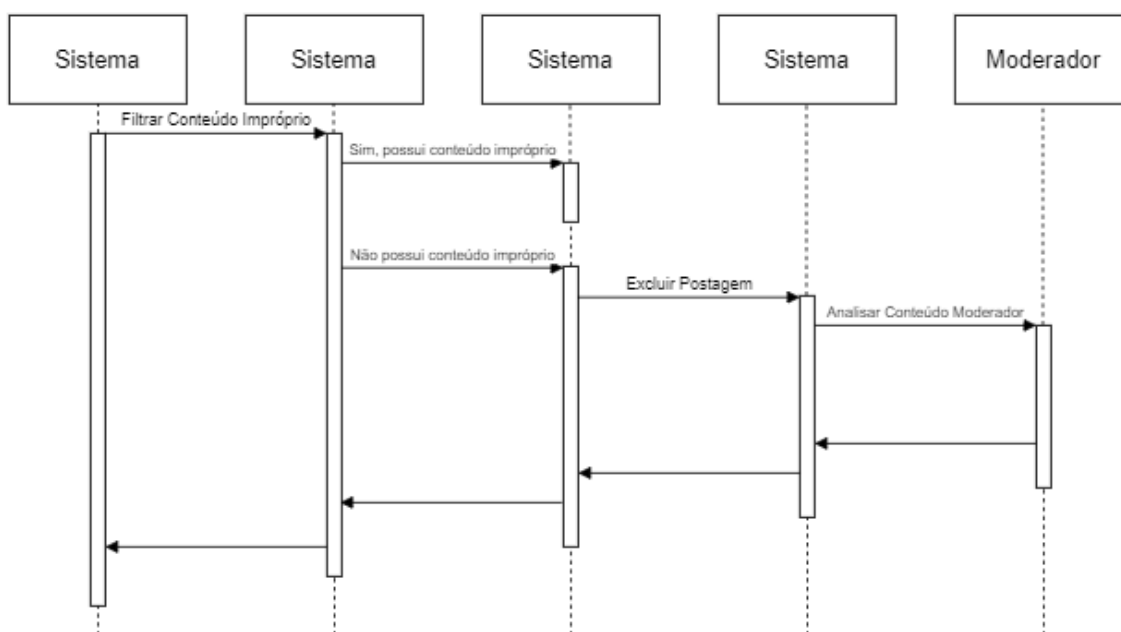 Sistema
Sistema
Sistema
Sistema
Moderador
Filtrar Conteúdo Impróprio
Sim, possui conteúdo impróprio
Não possui conteúdo impróprio
Excluir Postagem
Analisar Conteúdo Moderador